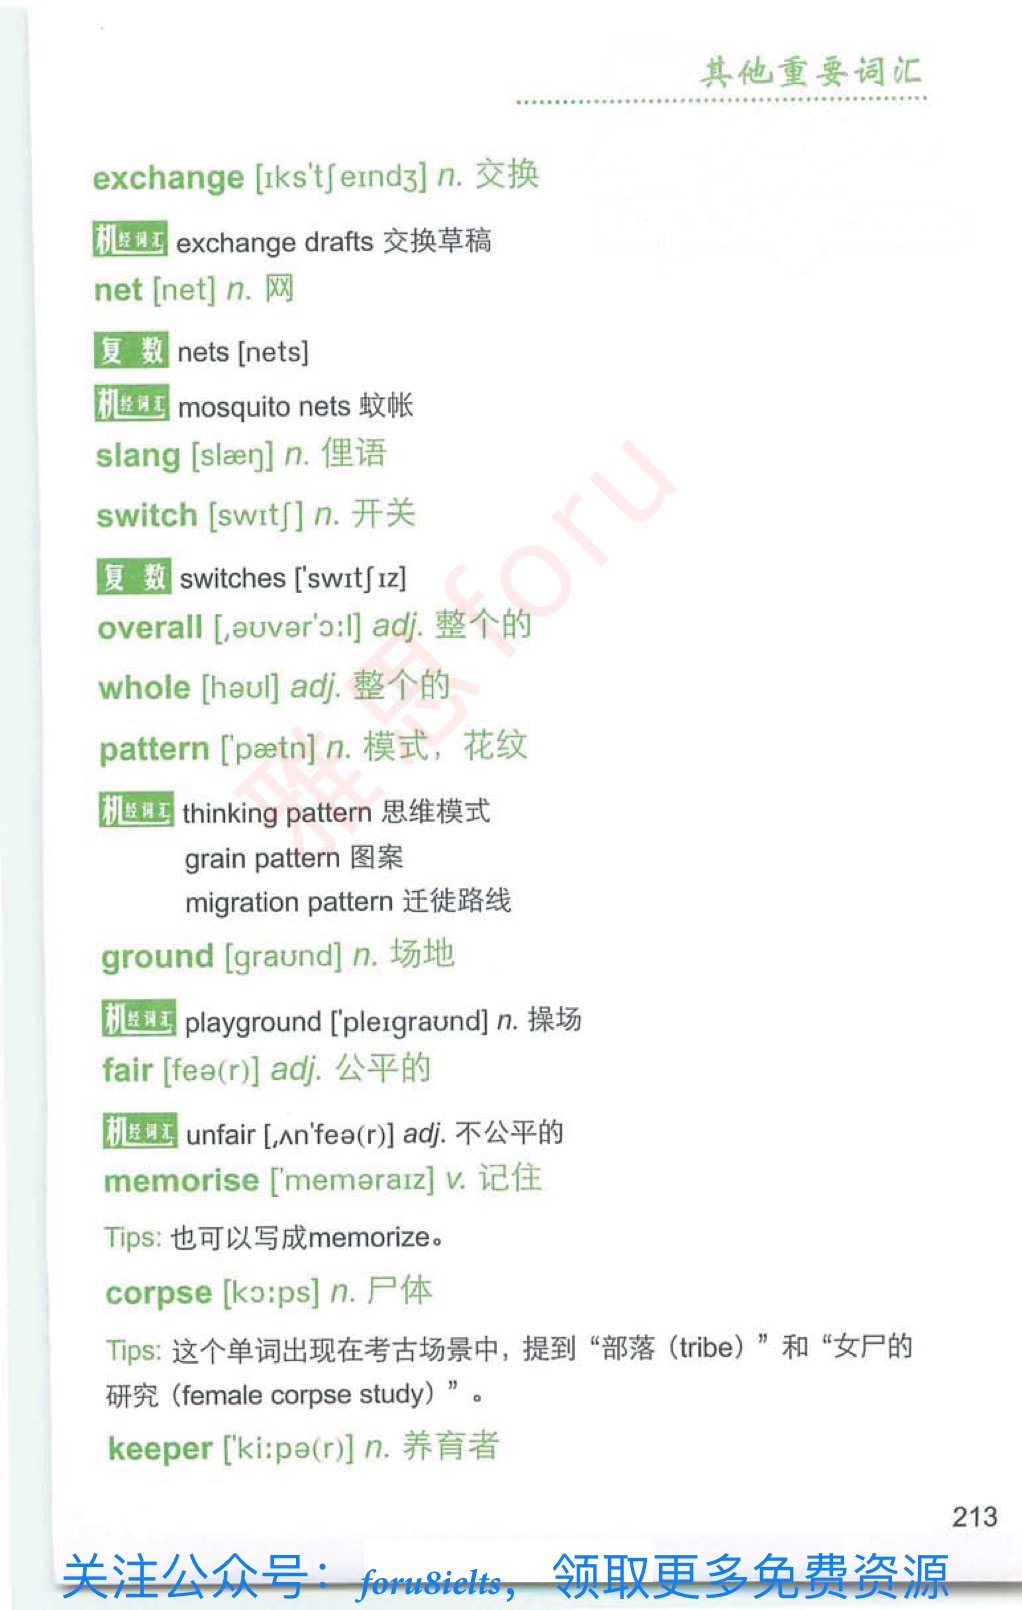 其他重要词汇
exchange [ɪks'tʃeɪndʒ] n. 交换
机经词汇 exchange drafts 交换草稿
net [net] n. 网
复数 nets [nets]
机经词汇 mosquito nets 蚊帐
slang [slæŋ] n. 俚语
switch [swɪtʃ] n. 开关
复数 switches ['swɪtʃɪz]
overall [ˌəʊvər'ɔːl] adj. 整个的
whole [həʊl] adj. 整个的
pattern ['pætn] n. 模式，花纹
机经词汇 thinking pattern 思维模式
grain pattern 图案
migration pattern 迁徙路线
ground [graʊnd] n. 场地
机经词汇 playground ['pleɪgraʊnd] n. 操场
fair [feə(r)] adj. 公平的
机经词汇 unfair [ˌʌn'feə(r)] adj. 不公平的
memorise ['meməraɪz] v. 记住
Tips: 也可以写成memorize。
corpse [kɔːps] n. 尸体
Tips: 这个单词出现在考古场景中，提到“部落（tribe）”和“女尸的
研究（female corpse study）”。
keeper ['kiːpə(r)] n. 养育者
213
雅思foru
关注公众号：foru8ielts，领取更多免费资源